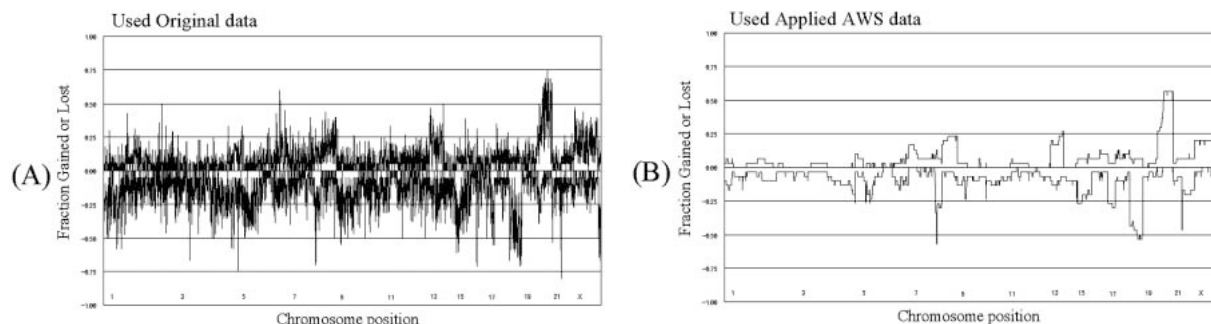 Used Original data
(A)
Fraction Gained or Lost
1.00
0.75
0.50
0.25
0.00
-0.25
-0.50
-0.75
-1.00
1 3 5 7 9 11 13 15 17 19 21 X
Chromosome position
Used Applied AWS data
(B)
Fraction Gained or Lost
1.00
0.75
0.50
0.25
0.00
-0.25
-0.50
-0.75
-1.00
1 3 5 7 9 11 13 15 17 19 21 X
Chromosome position